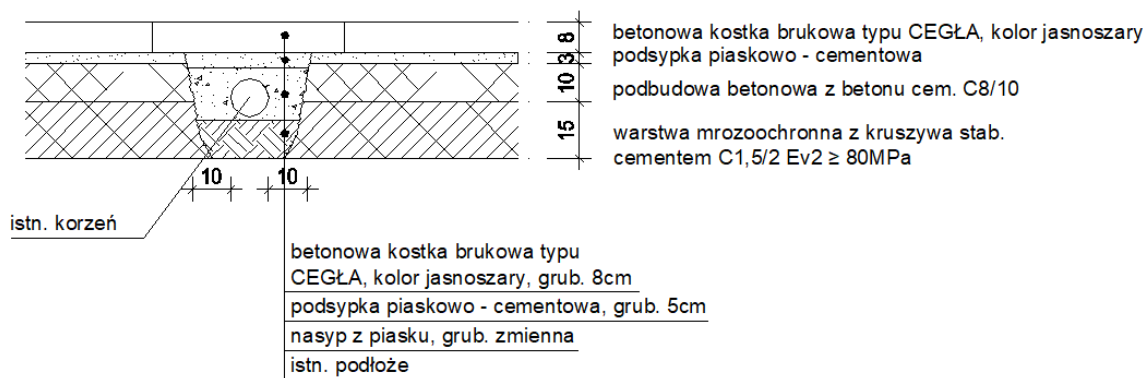 8
3
10
15
betonowa kostka brukowa typu CEGŁA, kolor jasnoszary
podsypka piaskowo - cementowa
podbudowa betonowa z betonu cem. C8/10
warstwa mrozoochronna z kruszywa stab.
cementem C1,5/2 Ev2 ≥ 80MPa
10
10
istn. korzeń
betonowa kostka brukowa typu
CEGŁA, kolor jasnoszary, grub. 8cm
podsypka piaskowo - cementowa, grub. 5cm
nasyp z piasku, grub. zmienna
istn. podłoże